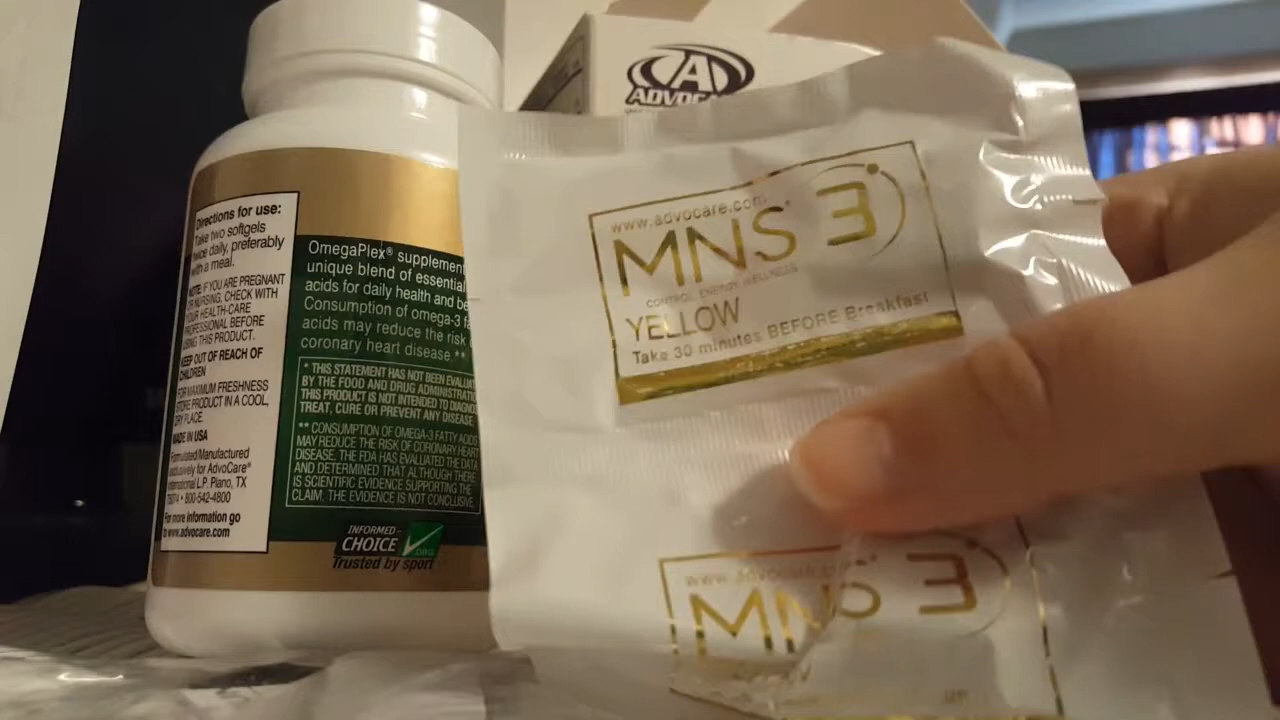 Directions for use:
Take two softgels
twice daily, preferably
with a meal.
NOTE: IF YOU ARE PREGNANT
OR NURSING, CHECK WITH
YOUR HEALTH-CARE
PROFESSIONAL BEFORE
USING THIS PRODUCT.
KEEP OUT OF REACH OF
CHILDREN
FOR MAXIMUM FRESHNESS
STORE PRODUCT IN A COOL,
DRY PLACE.
MADE IN USA
Formulated/Manufactured
exclusively for AdvoCare®
International L.P. Plano, TX
75074 • 800-542-4800
For more information go
to www.advocare.com
OmegaPlex® supplement
unique blend of essential
acids for daily health and
Consumption of omega-3
acids may reduce the risk
coronary heart disease.**
* THIS STATEMENT HAS NOT BEEN
BY THE FOOD AND DRUG
THIS PRODUCT IS NOT INTENDED TO
TREAT, CURE OR PREVENT ANY DISEASE
** CONSUMPTION OF OMEGA-3 FATTY ACIDS
MAY REDUCE THE RISK OF CORONARY HEART
DISEASE. THE FDA HAS EVALUATED THE DATA
AND DETERMINED THAT ALTHOUGH THERE
IS SCIENTIFIC EVIDENCE SUPPORTING THE
CLAIM, THE EVIDENCE IS NOT CONCLUSIVE.
INFORMED-
CHOICE
.ORG
Trusted by sport
A
www.advocare.com
MNS® 3
CONTROL ENERGY WELLNESS
YELLOW
Take 30 minutes BEFORE Breakfast
MNS 3